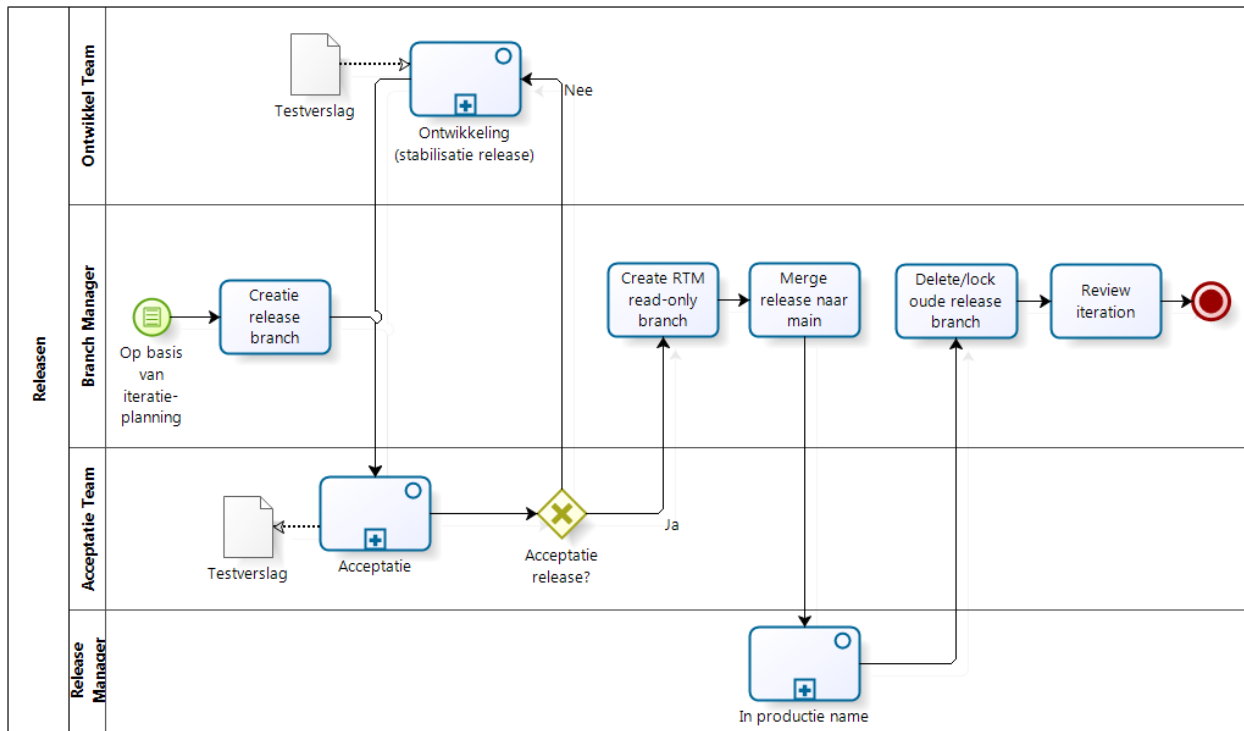 Releasen
Ontwikkel Team
Testverslag
Ontwikkeling
(stabilisatie release)
Nee
Branch Manager
Op basis
van
iteratie-
planning
Creatie
release
branch
Create RTM
read-only
branch
Merge
release naar
main
Delete/lock
oude release
branch
Review
iteration
Acceptatie Team
Testverslag
Acceptatie
Acceptatie
release?
Ja
Release
Manager
In productie name